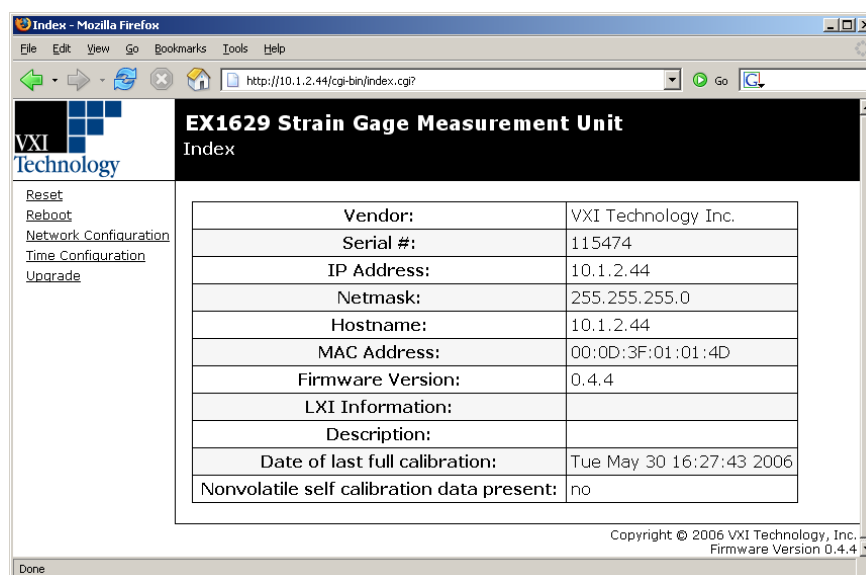 Index - Mozilla Firefox
File Edit View Go Bookmarks Tools Help
http://10.1.2.44/cgi-bin/index.cgi? Go G
VXI
Technology
EX1629 Strain Gage Measurement Unit
Index
Reset
Reboot
Network Configuration
Time Configuration
Upgrade
Vendor: VXI Technology Inc.
Serial #: 115474
IP Address: 10.1.2.44
Netmask: 255.255.255.0
Hostname: 10.1.2.44
MAC Address: 00:0D:3F:01:01:4D
Firmware Version: 0.4.4
LXI Information:
Description:
Date of last full calibration: Tue May 30 16:27:43 2006
Nonvolatile self calibration data present: no
Copyright © 2006 VXI Technology, Inc.
Firmware Version 0.4.4
Done